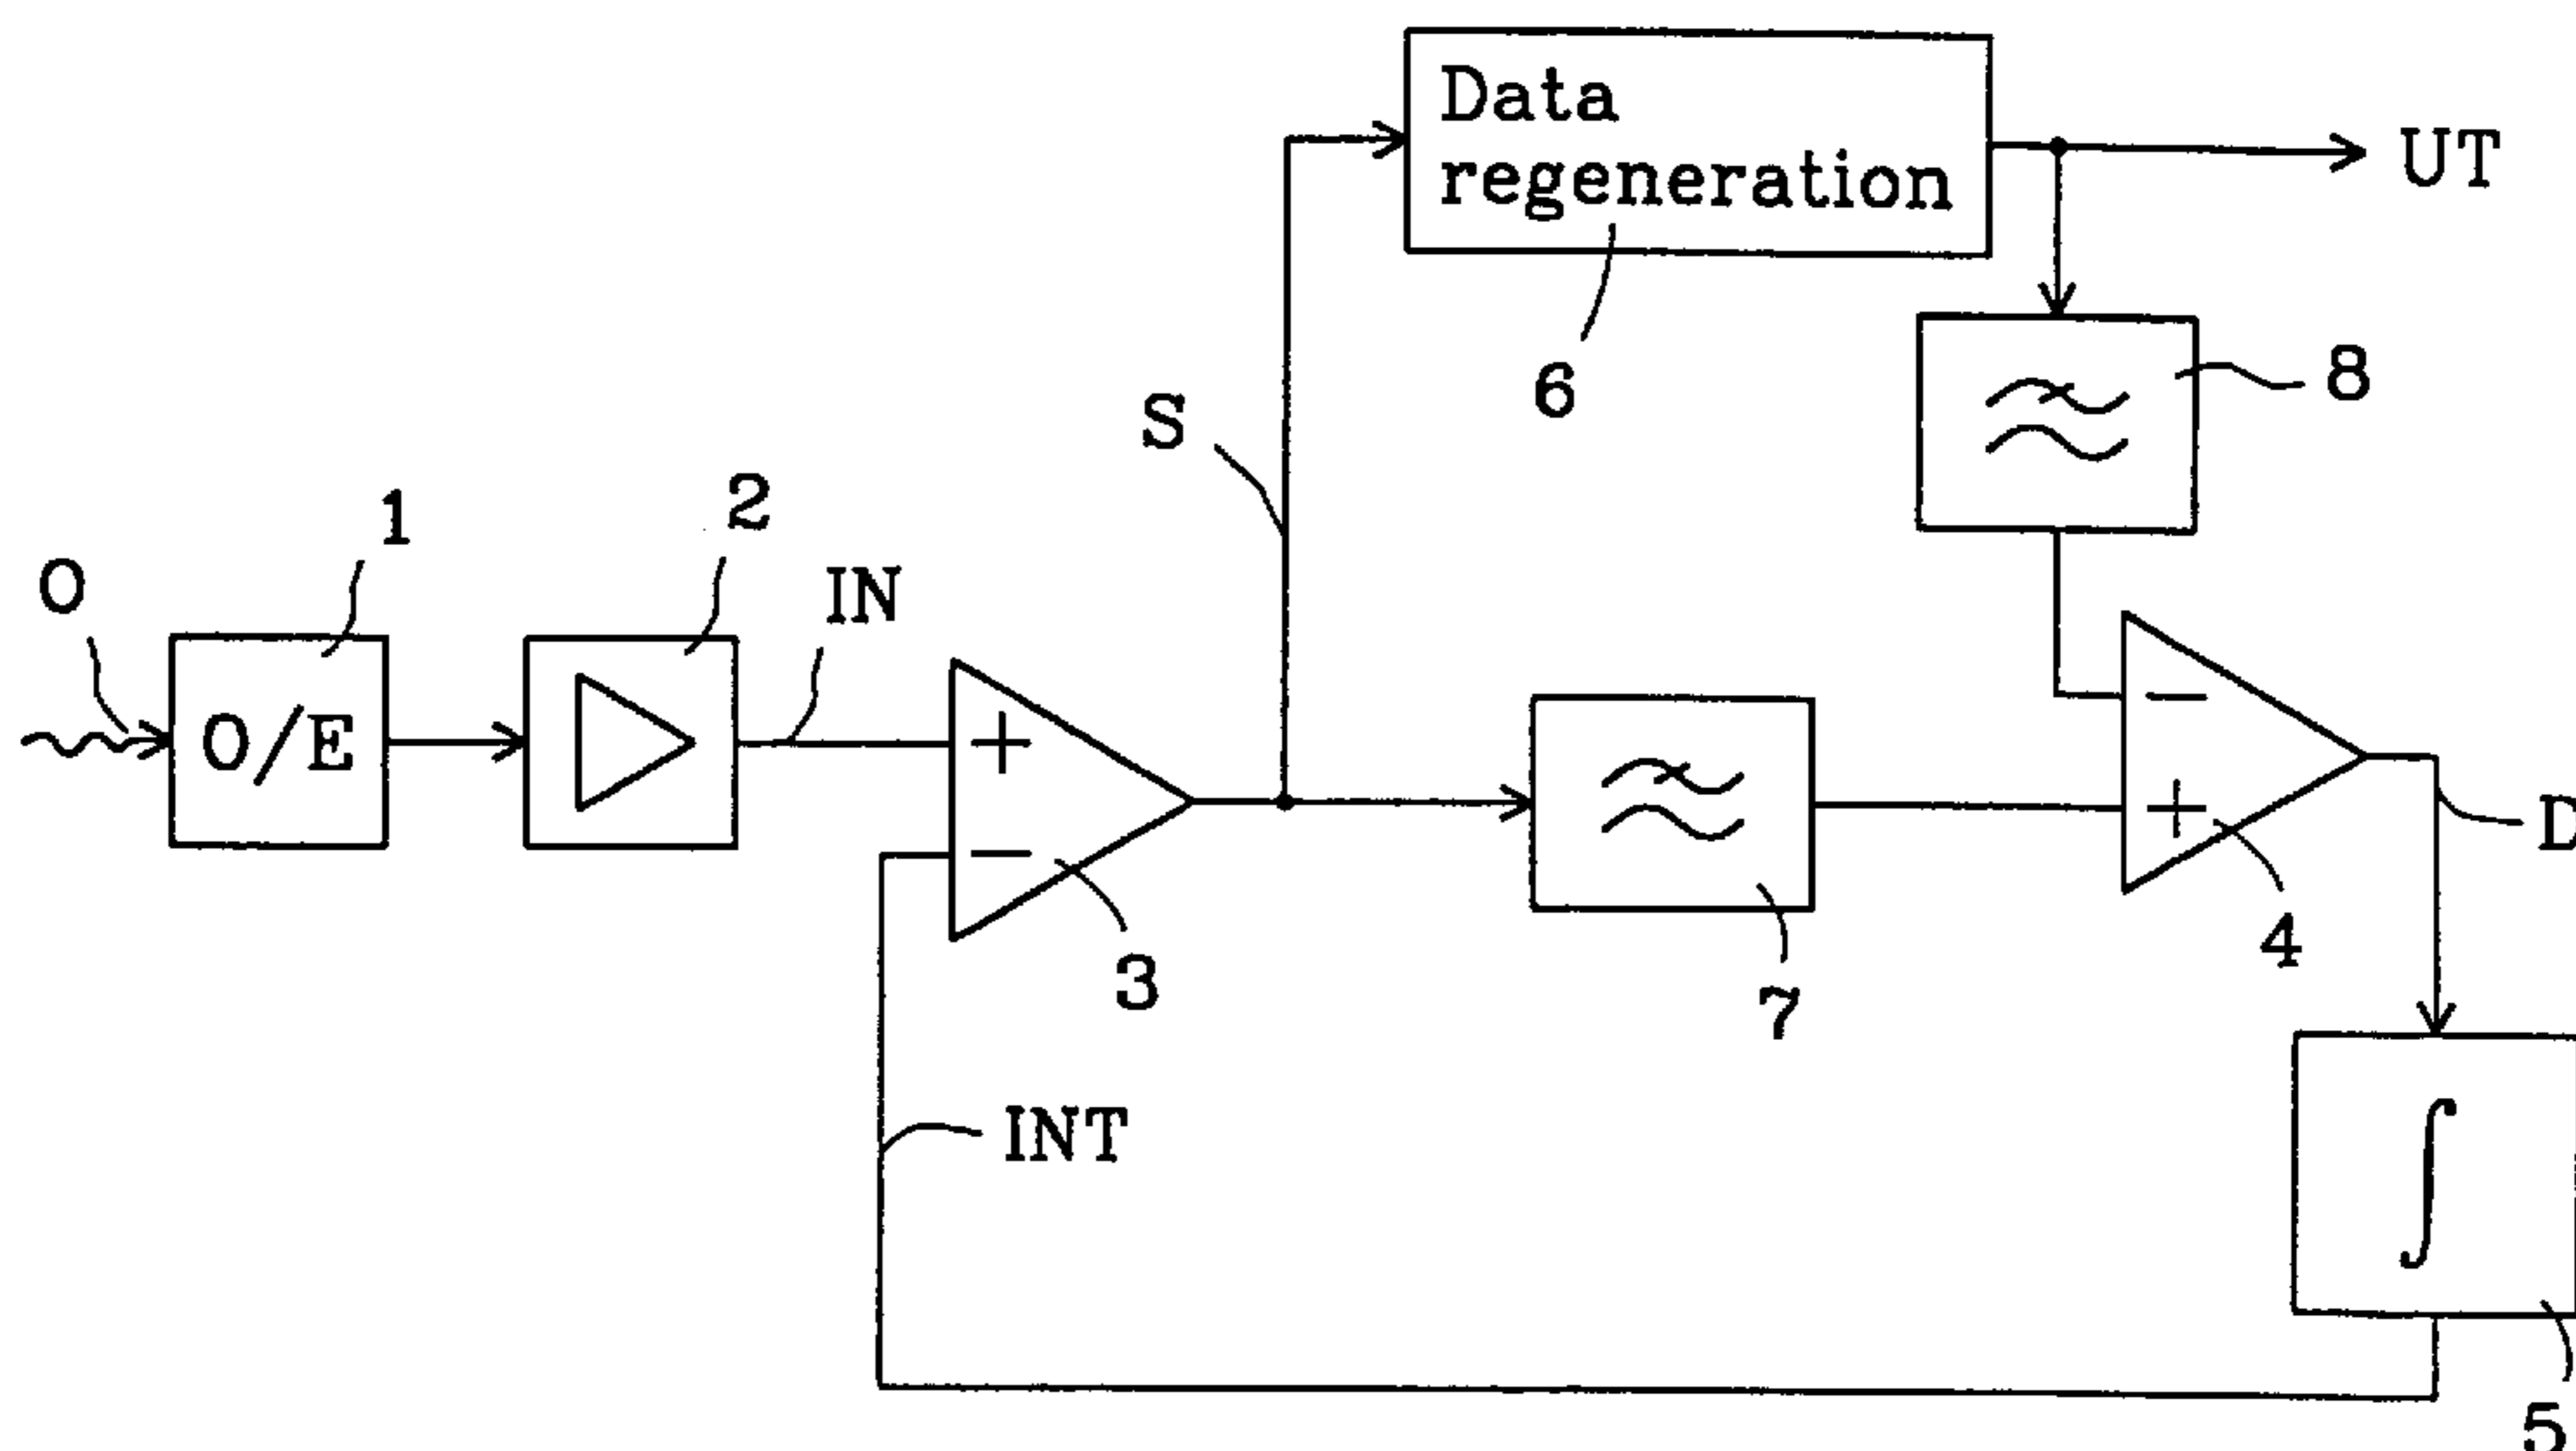 Data
regeneration
UT
6
8
S
2
1
IN
O
O/E
+
−
−
+
D
4
3
7
INT
∫
5